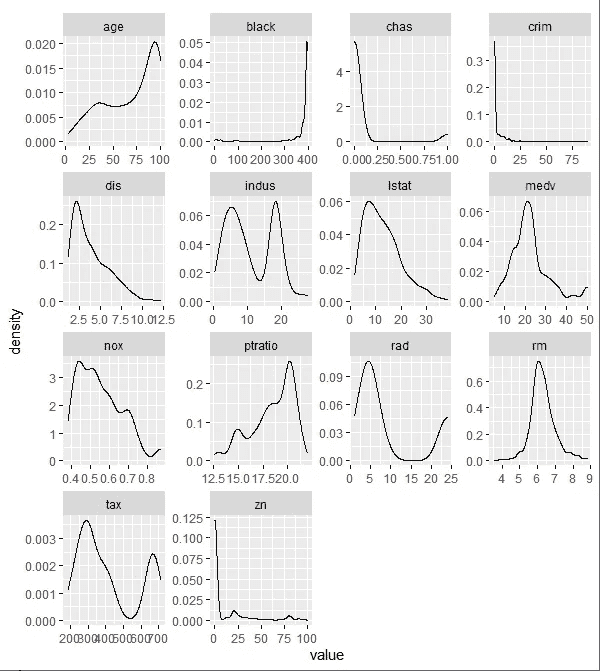 age black chas crim
0.020 0.05 0.3
0.015 0.04 4
0.03 0.2
0.010 0.02 2
0.005 0.01 0.1
0.000 0.00 0 0.0
0 25 50 75 100 0 100 200 300 400 0.00 0.25 0.50 0.75 1.00 0 25 50 75
dis indus lstat medv
0.2 0.06 0.06 0.06
0.04 0.04 0.04
0.1 0.02 0.02 0.02
0.0 0.00 0.00 0.00
2.5 5.0 7.5 10.0 12.5 0 10 20 0 10 20 30 10 20 30 40 50
density
nox ptratio rad rm
3 0.2 0.09 0.6
2 0.06 0.4
1 0.1 0.03 0.2
0 0.0 0.00 0.0
0.4 0.5 0.6 0.7 0.8 12.5 15.0 17.5 20.0 0 5 10 15 20 25 4 5 6 7 8 9
tax zn
0.125
0.003 0.100
0.002 0.075
0.050
0.001 0.025
0.000 0.000
200 300 400 500 600 700 0 25 50 75 100
value